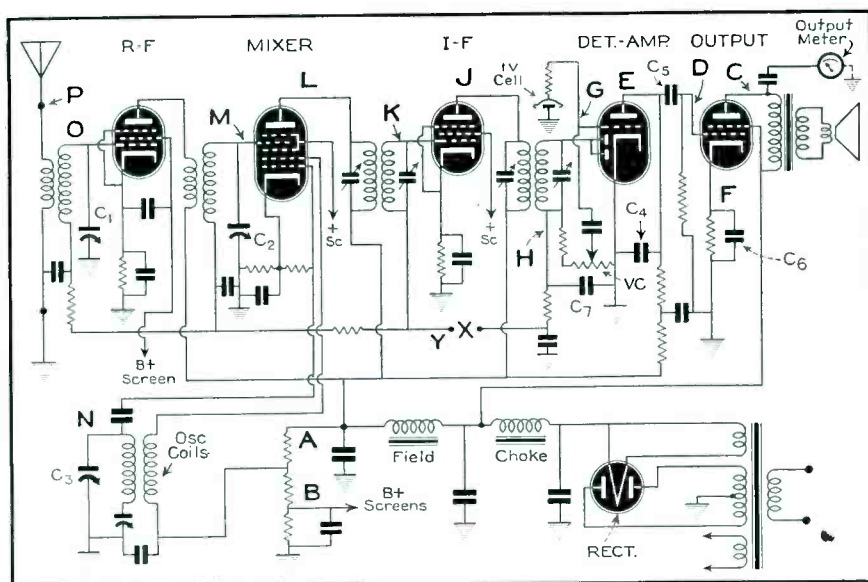 R-F MIXER I-F DET.-AMP. OUTPUT
Output
Meter
P
O
L
M
J
K
1V
Cell
G
E
C5
D
C
C1
C2
+
Sc
+
Sc
H
C4
VC
C7
F
C6
B+
Screen
Y X
N
C3
Osc
Coils
A
B
Field
Choke
B+
Screens
RECT.